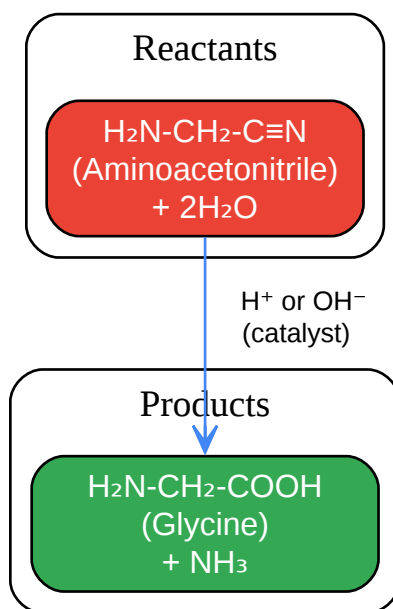 Reactants
H₂N-CH₂-C≡N
(Aminoacetonitrile)
+ 2H₂O
H⁺ or OH⁻
(catalyst)
Products
H₂N-CH₂-COOH
(Glycine)
+ NH₃